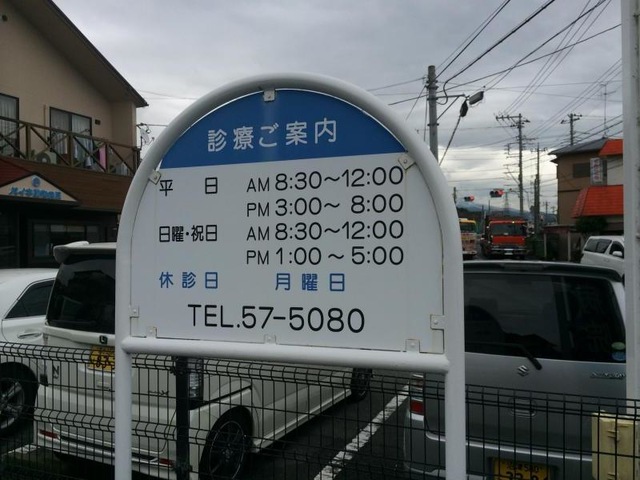 診療ご案内
平 日 AM 8:30～12:00
PM 3:00～ 8:00
日曜・祝日 AM 8:30～12:00
PM 1:00～ 5:00
休診日 月曜日
TEL.57-5080